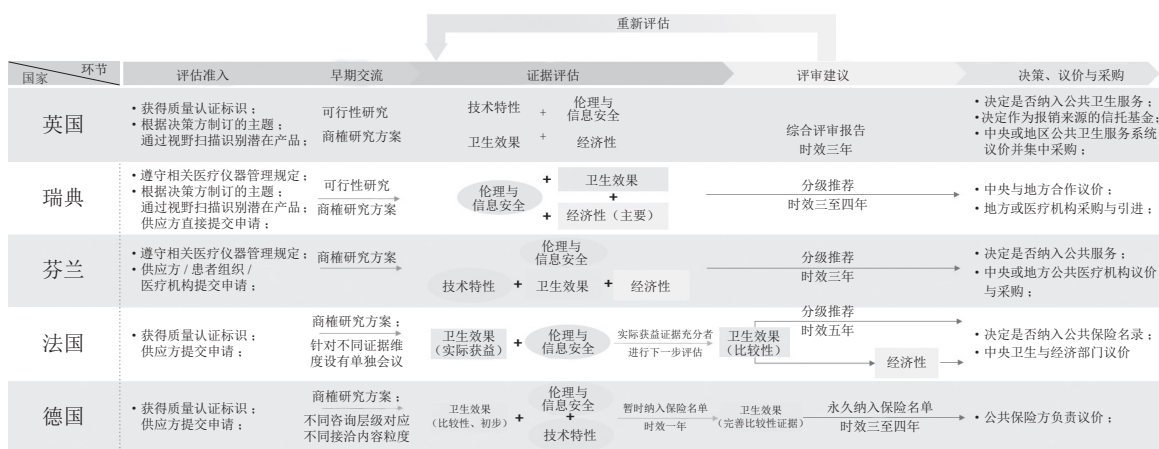 重新评估
环节
国家
评估准入
早期交流
证据评估
评审建议
决策、议价与采购
英国
• 获得质量认证标识；
• 根据决策方制订的主题；
通过视野扫描识别潜在产品；
可行性研究
商榷研究方案
技术特性
+
伦理与
信息安全
卫生效果
+
经济性
综合评审报告
时效三年
• 决定是否纳入公共卫生服务；
•决定作为报销来源的信托基金；
• 中央或地区公共卫生服务系统
议价并集中采购；
瑞典
• 遵守相关医疗仪器管理规定；
• 根据决策方制订的主题；
通过视野扫描识别潜在产品；
供应方直接提交申请；
可行性研究
商榷研究方案
伦理与
信息安全
+
卫生效果
+
+
经济性（主要）
分级推荐
时效三至四年
• 中央与地方合作议价；
• 地方或医疗机构采购与引进；
芬兰
• 遵守相关医疗仪器管理规定；
• 供应方 / 患者组织 /
医疗机构提交申请；
商榷研究方案
伦理与
信息安全
技术特性
+
卫生效果
+
经济性
分级推荐
时效三年
• 决定是否纳入公共服务；
• 中央或地方公共医疗机构议价
与采购；
法国
• 获得质量认证标识；
供应方提交申请；
商榷研究方案；
针对不同证据维
度设有单独会议
卫生效果
（实际获益）
+
伦理与
信息安全
实际获益证据充分者
进行下一步评估
卫生效果
（比较性）
分级推荐
时效五年
经济性
• 决定是否纳入公共保险名录；
• 中央卫生与经济部门议价
德国
• 获得质量认证标识；
供应方提交申请；
商榷研究方案；
不同咨询层级对应
不同接洽内容粒度
卫生效果
（比较性、初步）
+
伦理与
信息安全
+
技术特性
暂时纳入保险名单
时效一年
卫生效果
（完善比较性证据）
永久纳入保险名单
时效三至四年
• 公共保险方负责议价；